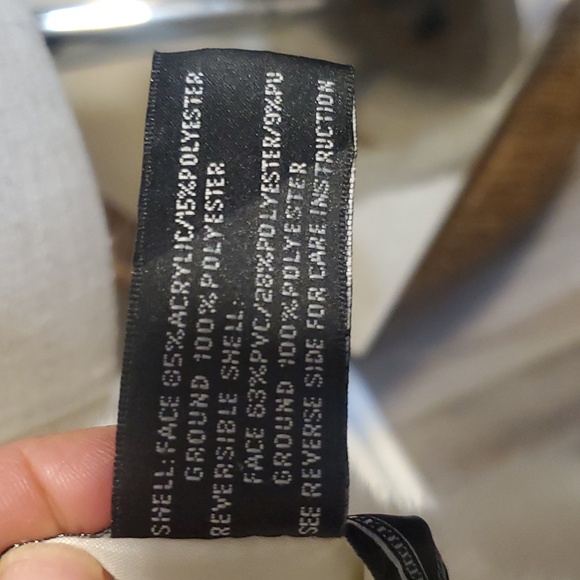 SHELL:FACE 85%ACRYLIC/15%POLYESTER
GROUND 100%POLYESTER
REVERSIBLE SHELL:
FACE 63%PVC/28%POLYESTER/9%PU
GROUND 100%POLYESTER
SEE REVERSE SIDE FOR CARE INSTRUCTION